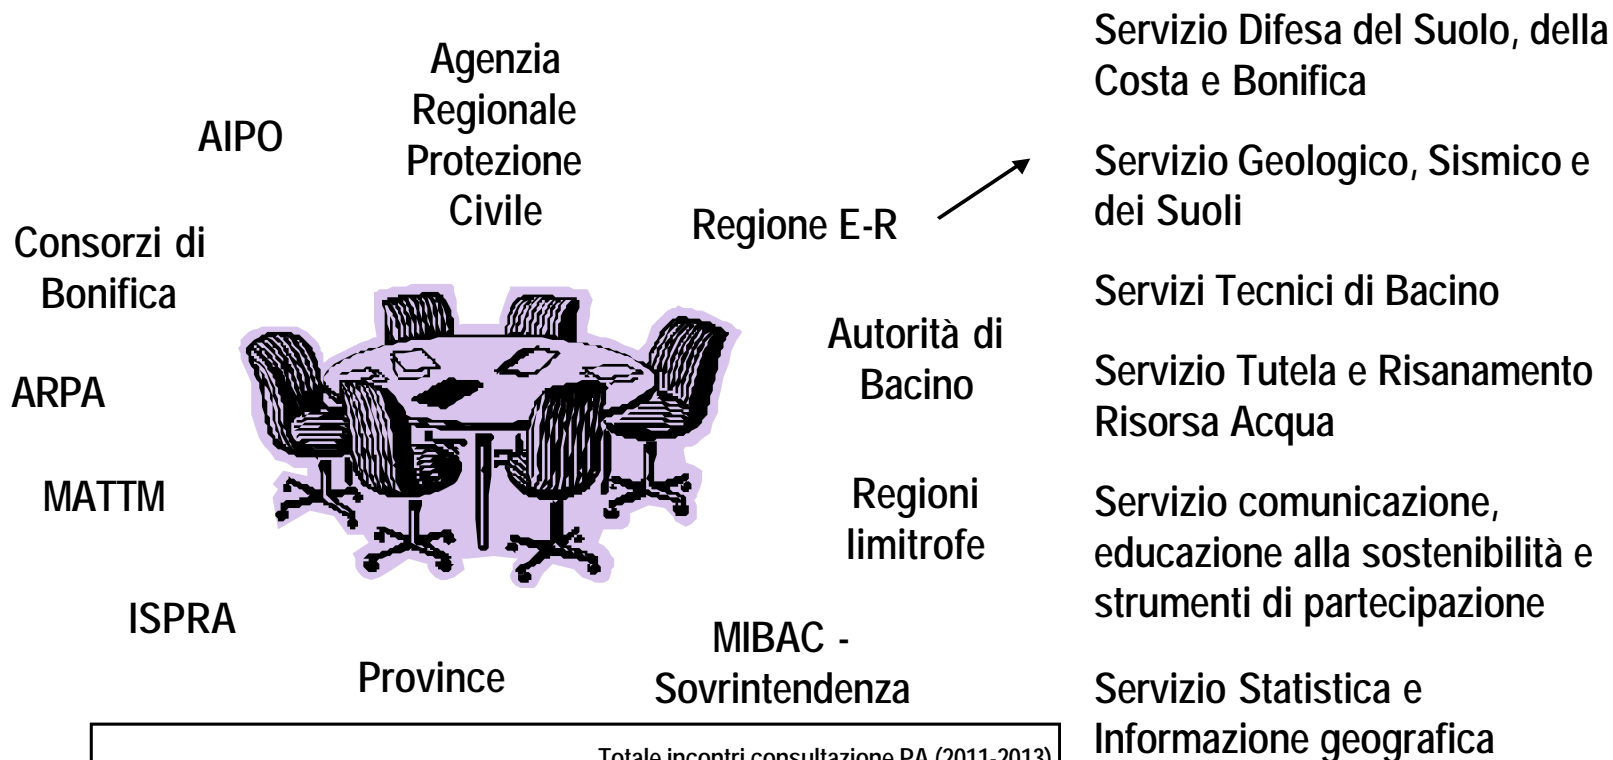 Agenzia
Regionale
Protezione
Civile
AIPO
Consorzi di
Bonifica
ARPA
MATTM
ISPRA
Province
MIBAC -
Sovrintendenza
Regioni
limitrofe
Autorità di
Bacino
Regione E-R
Servizio Difesa del Suolo, della
Costa e Bonifica
Servizio Geologico, Sismico e
dei Suoli
Servizi Tecnici di Bacino
Servizio Tutela e Risanamento
Risorsa Acqua
Servizio comunicazione,
educazione alla sostenibilità e
strumenti di partecipazione
Servizio Statistica e
Informazione geografica
Totale incontri consultazione PA (2011-2013)